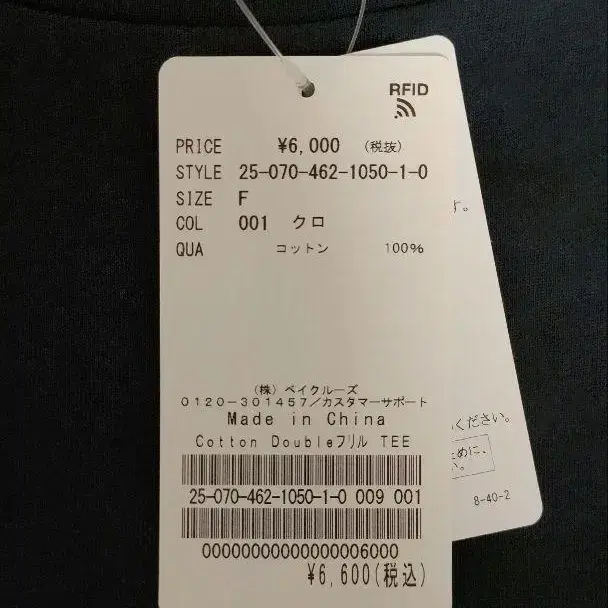 RFID
PRICE ¥6,000 (税抜)
STYLE 25-070-462-1050-1-0
SIZE F
COL 001 クロ
QUA コットン 100%
(株) ベイクルーズ
0120-301457/カスタマーサポート
Made in China
Cotton Doubleフリル TEE
25-070-462-1050-1-0 009 001
00000000000000006000
¥6,600(税込)
す。
ください。
めに、
い。
8-40-2